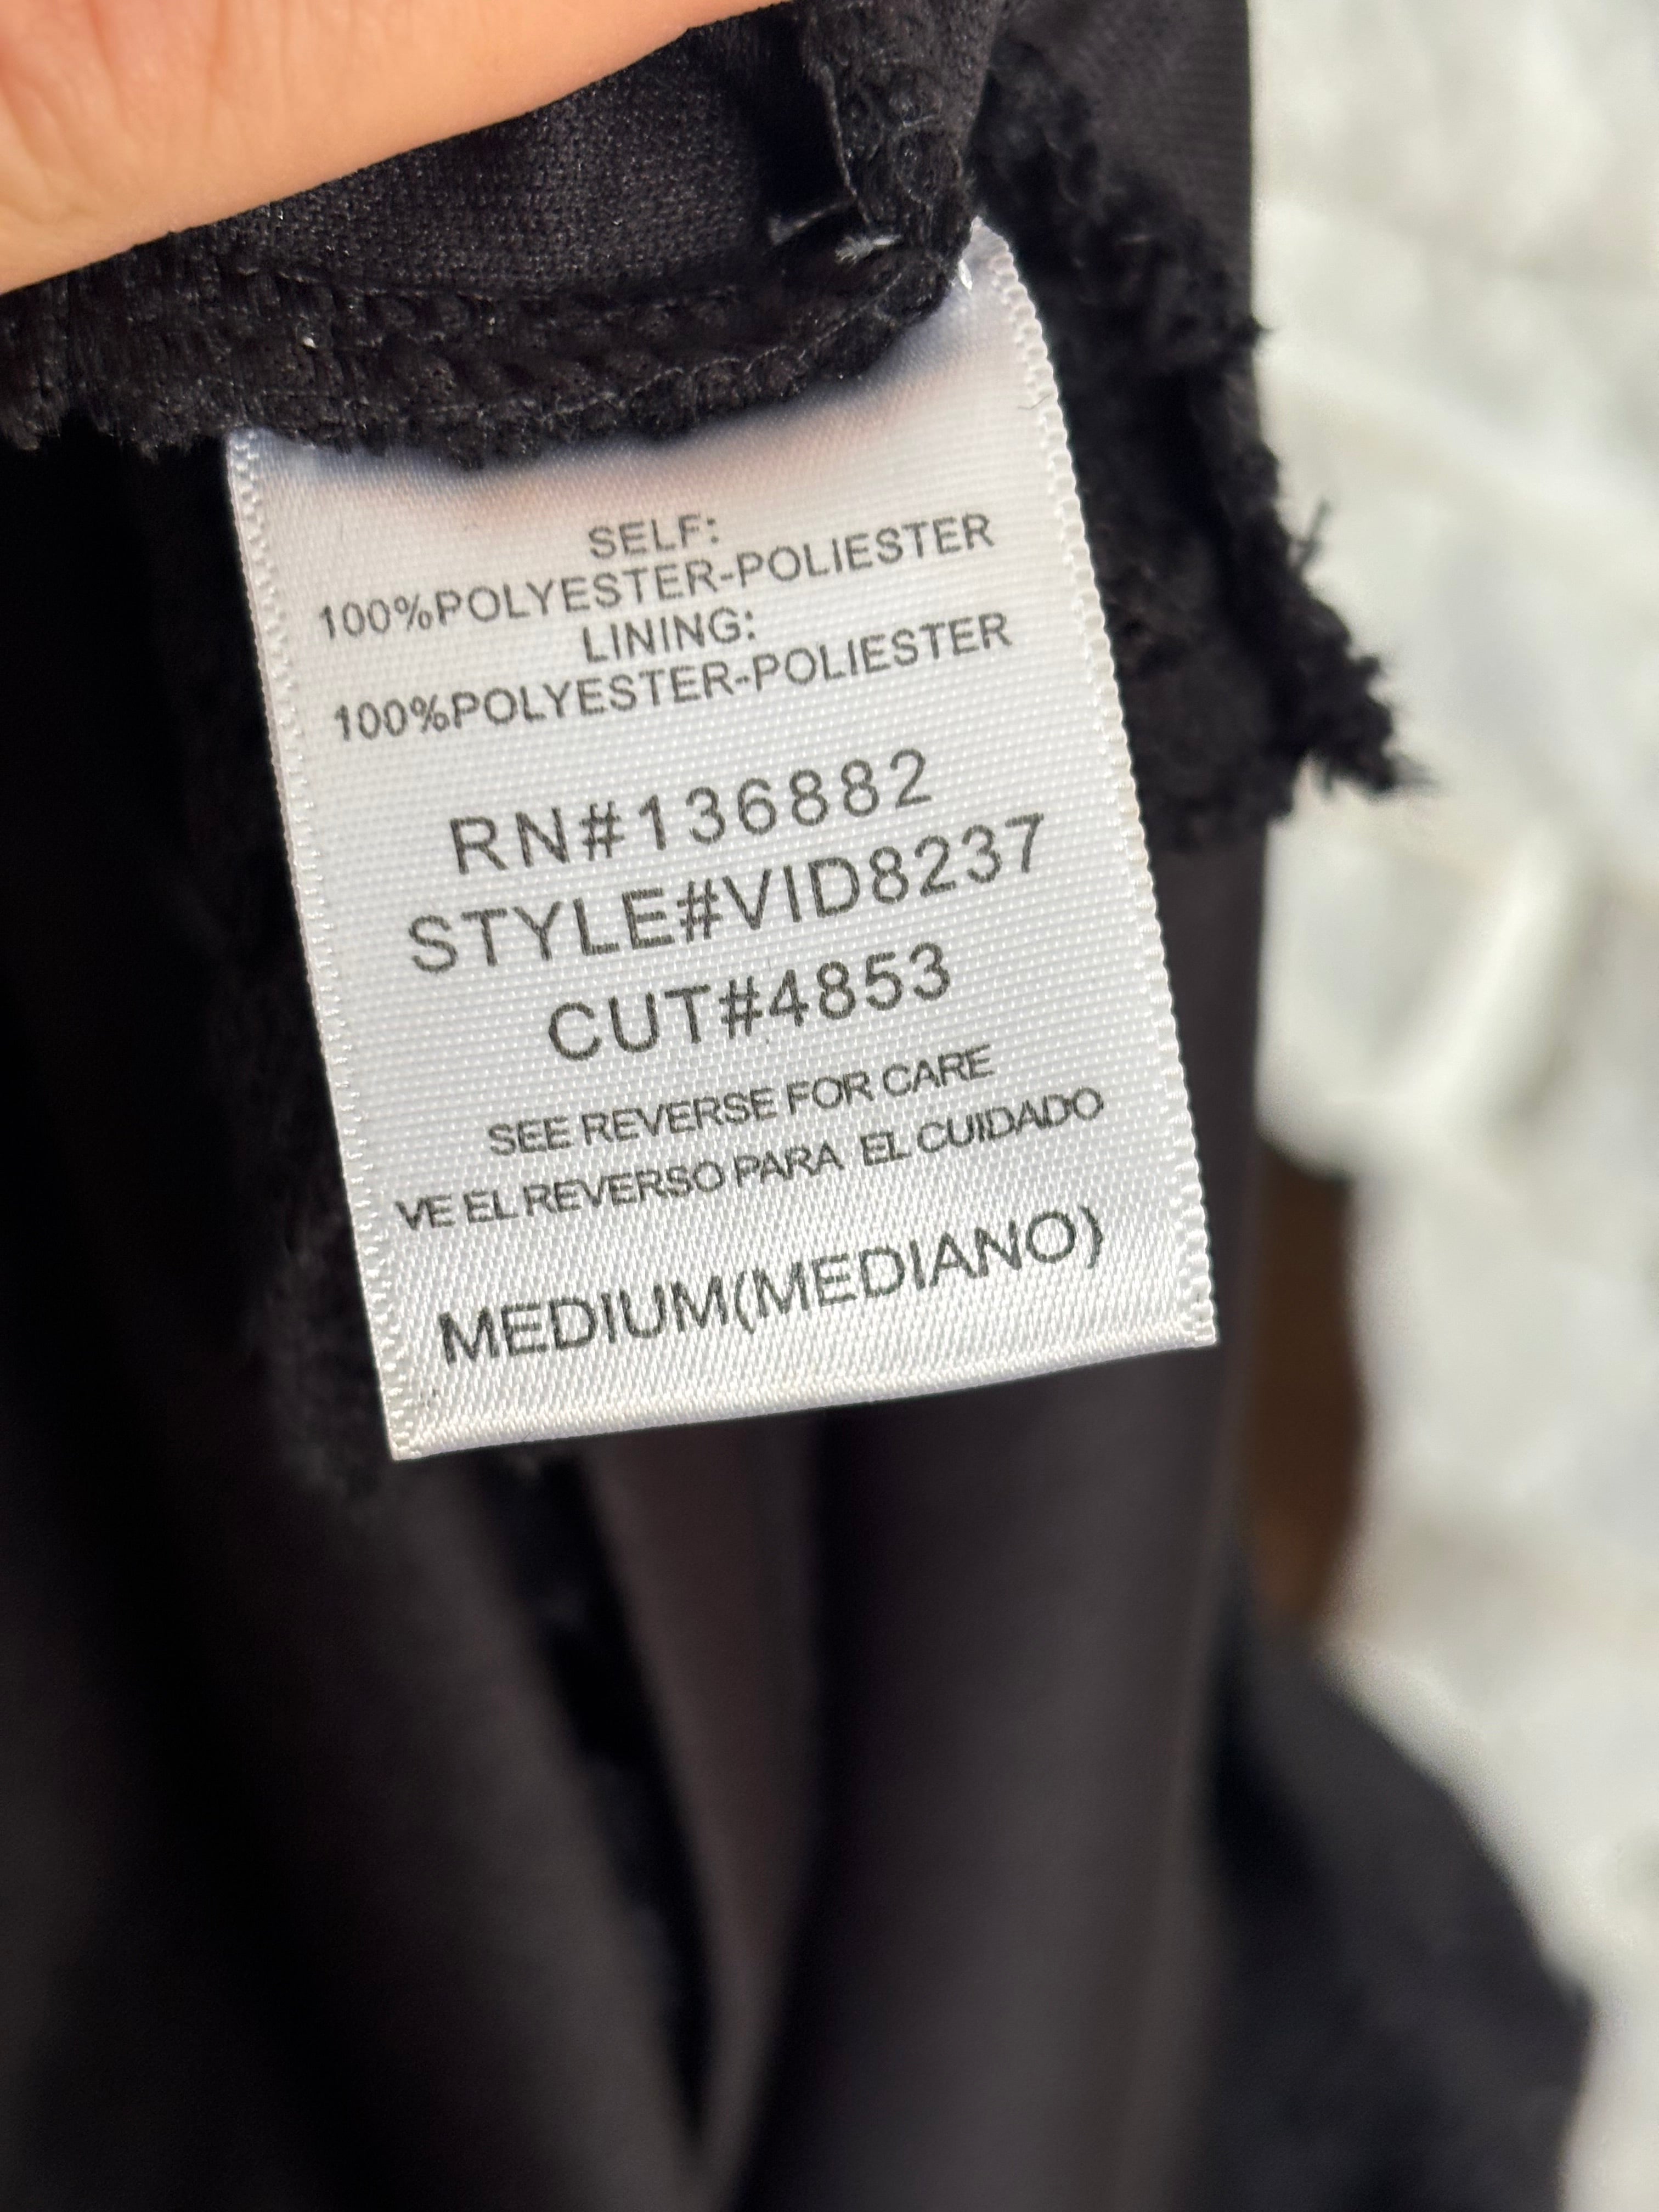 SELF:
100%POLYESTER-POLIESTER
LINING:
100%POLYESTER-POLIESTER
RN#136882
STYLE#VID8237
CUT#4853
SEE REVERSE FOR CARE
VE EL REVERSO PARA EL CUIDADO
MEDIUM(MEDIANO)